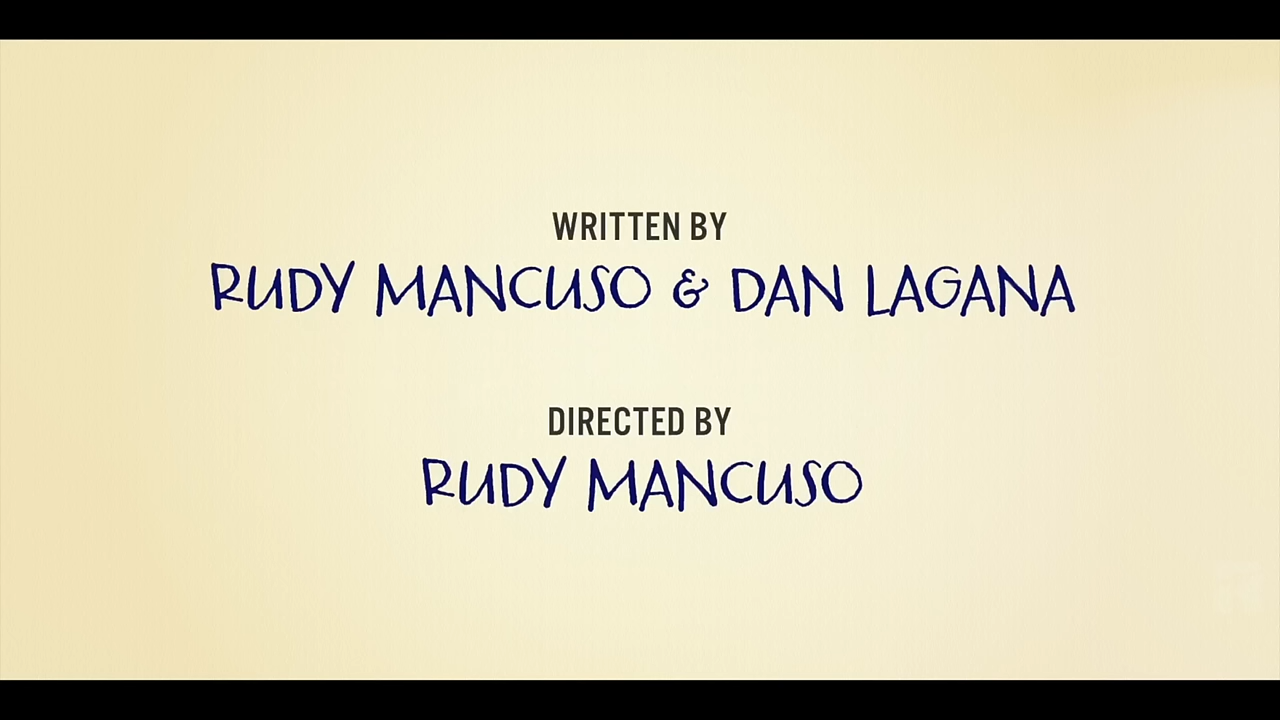 WRITTEN BY
RUDY MANCUSO & DAN LAGANA
DIRECTED BY
RUDY MANCUSO